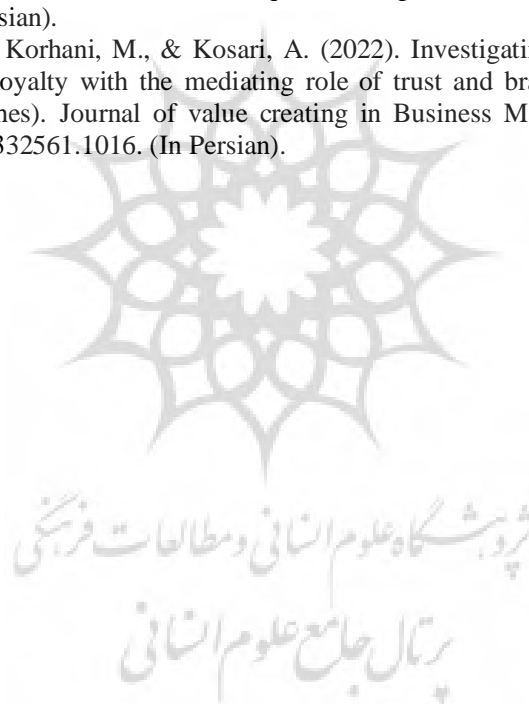 sian).
Korhani, M., & Kosari, A. (2022). Investigati
oyalty with the mediating role of trust and bra
nes). Journal of value creating in Business M
332561.1016. (In Persian).
پژوهشگاه علوم انسانی و مطالعات فرهنگی
پرتال جامع علوم انسانی